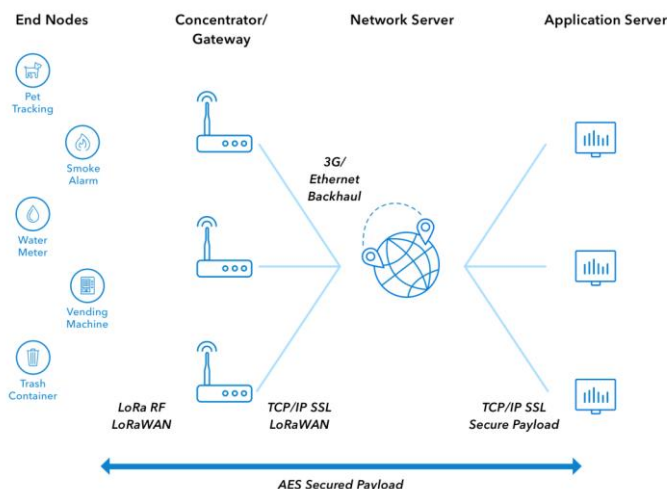 End Nodes
Concentrator/
Gateway
Network Server
Application Server
Pet
Tracking
Smoke
Alarm
3G/
Ethernet
Backhaul
Water
Meter
Vending
Machine
Trash
Container
LoRa RF
LoRaWAN
TCP/IP SSL
LoRaWAN
TCP/IP SSL
Secure Payload
AES Secured Payload